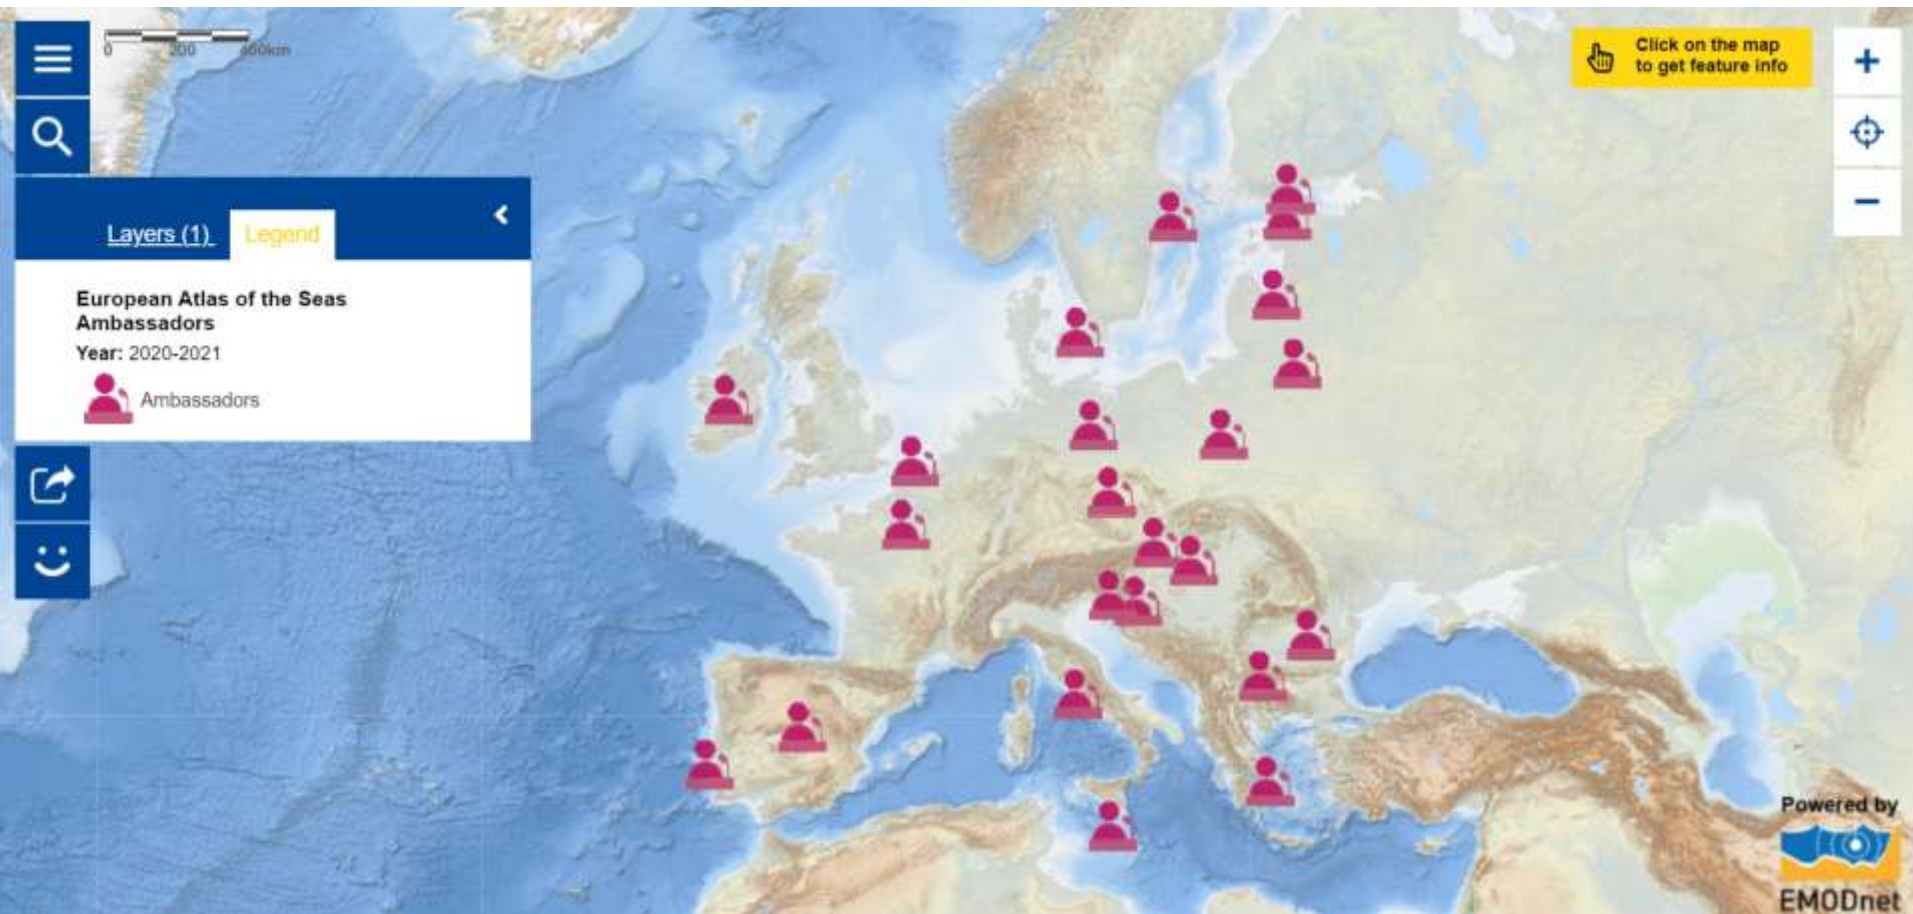 0 200 400km
Click on the map
to get feature info
Layers (1) Legend
European Atlas of the Seas
Ambassadors
Year: 2020-2021
Ambassadors
Powered by
EMODnet